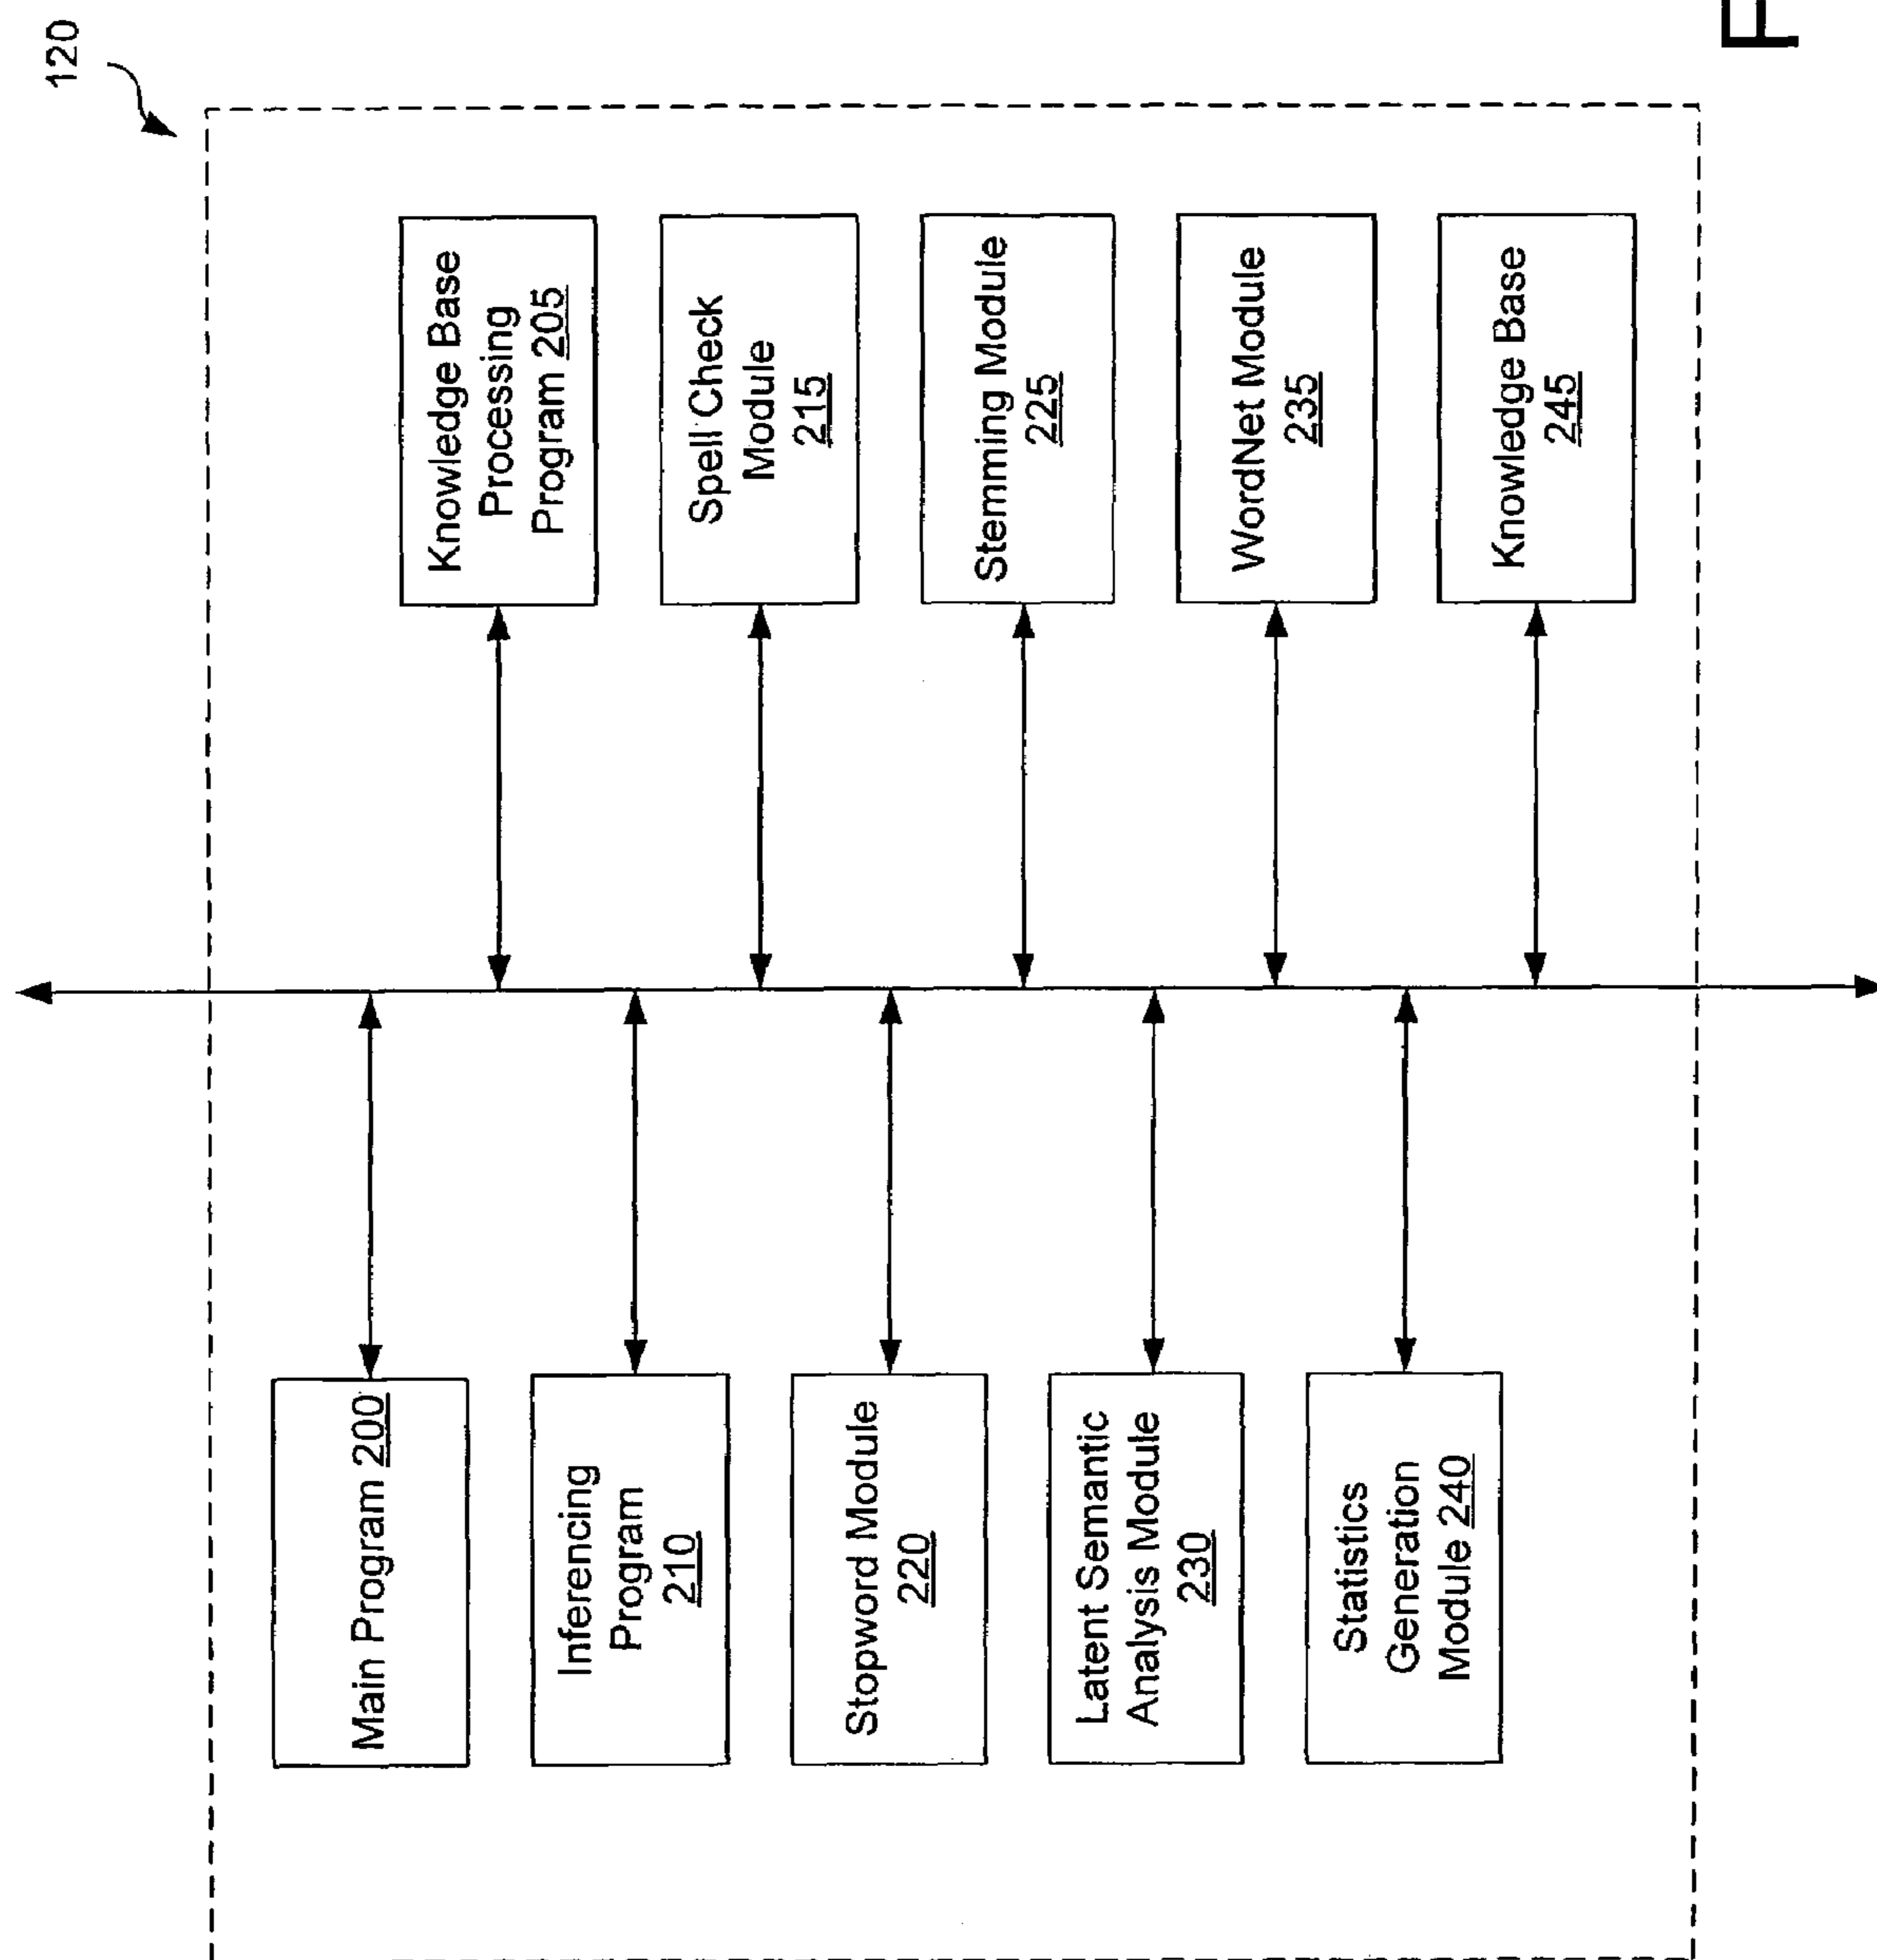 120
Main Program 200
Inferencing
Program
210
Stopword Module
220
Latent Semantic
Analysis Module
230
Statistics
Generation
Module 240
Knowledge Base
Processing
Program 205
Spell Check
Module
215
Stemming Module
225
WordNet Module
235
Knowledge Base
245
F